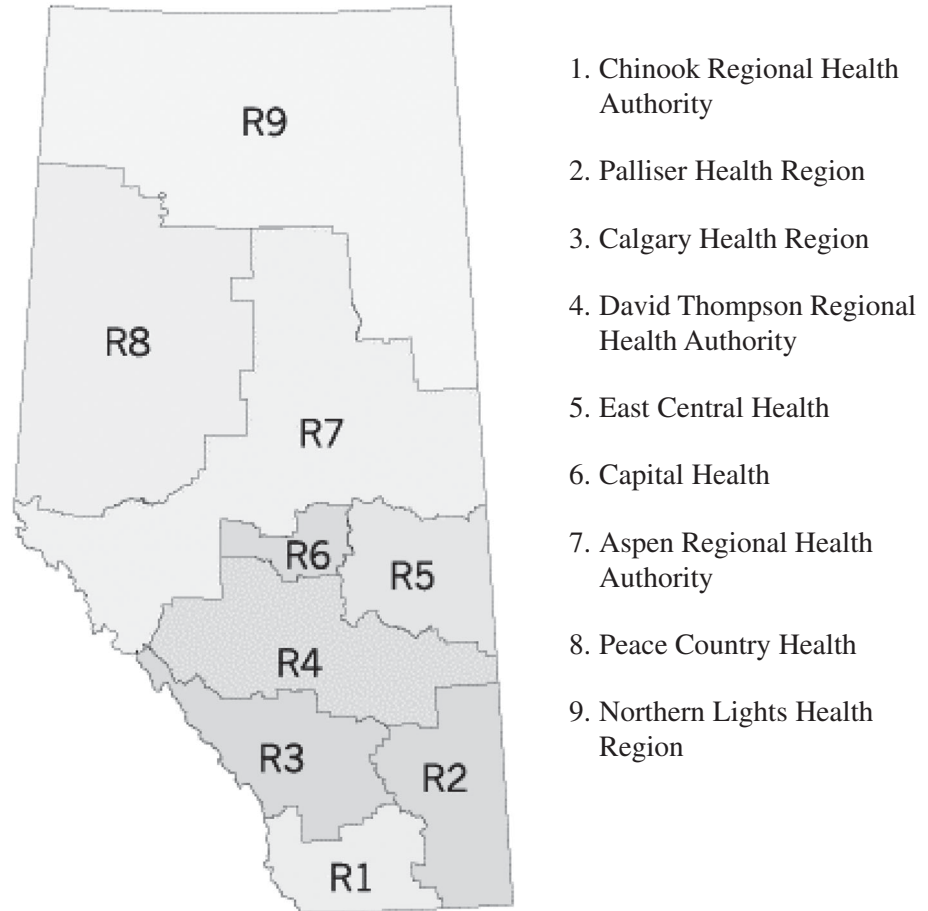 R9
R8
R7
R6
R5
R4
R3
R2
R1
1. Chinook Regional Health
Authority
2. Palliser Health Region
3. Calgary Health Region
4. David Thompson Regional
Health Authority
5. East Central Health
6. Capital Health
7. Aspen Regional Health
Authority
8. Peace Country Health
9. Northern Lights Health
Region